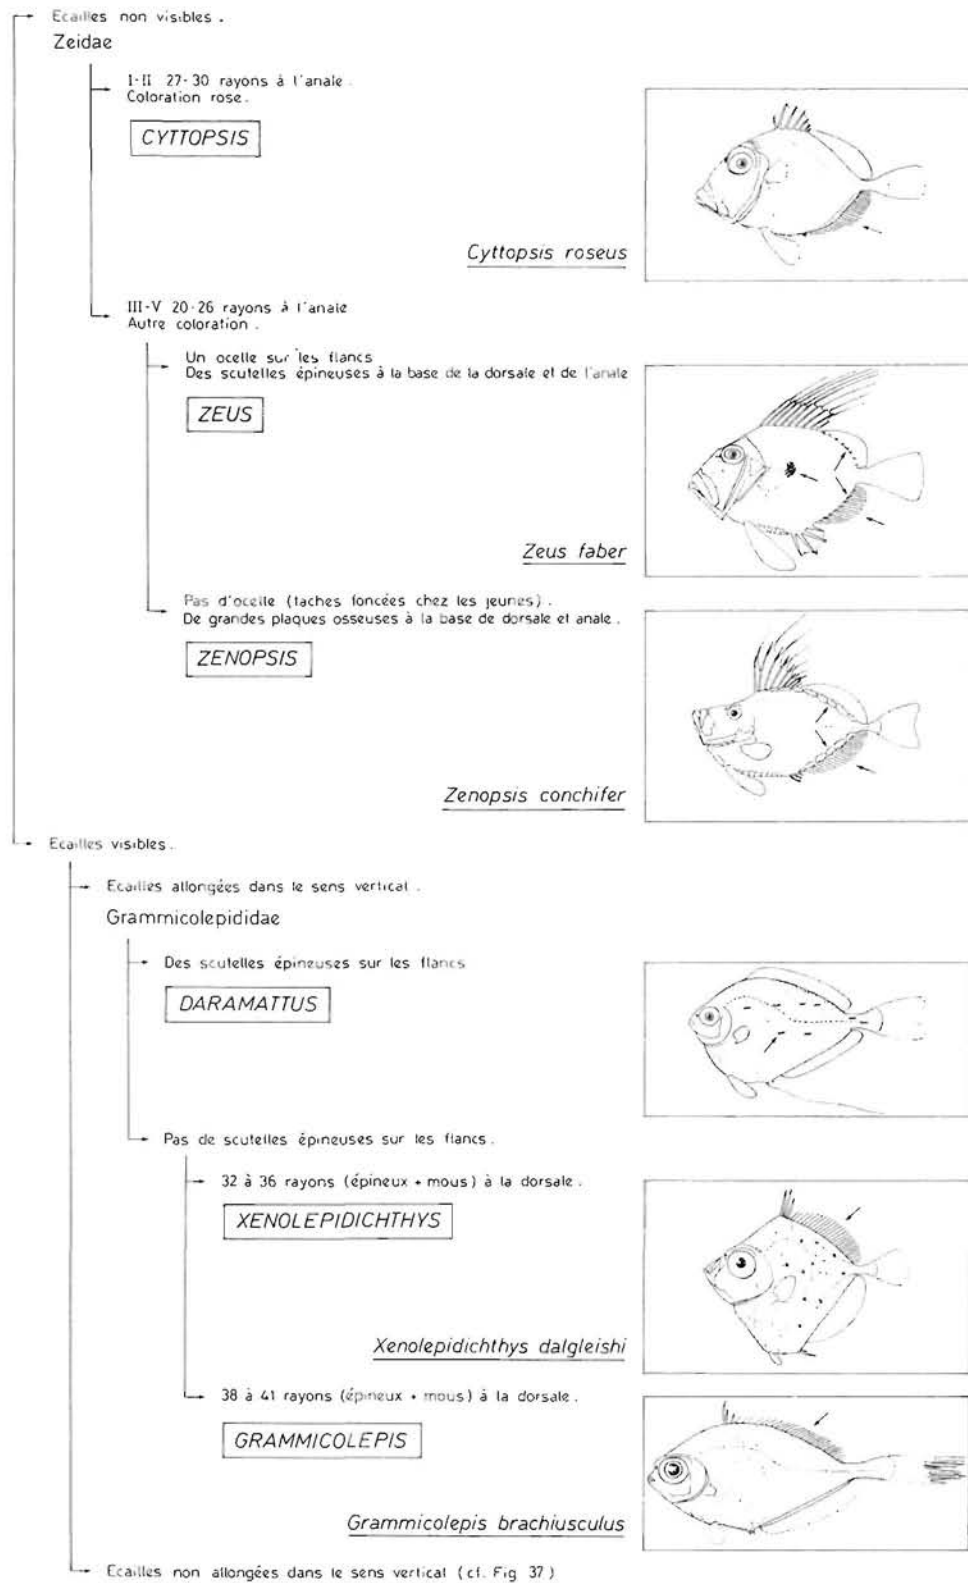 Ecailles non visibles .
Zeidae
I-II 27-30 rayons à l'anale .
Coloration rose .
CYTTOPSIS
Cyttopsis roseus
III-V 20-26 rayons à l'anale
Autre coloration .
Un ocelle sur les flancs
Des scutelles épineuses à la base de la dorsale et de l'anale
ZEUS
Zeus faber
Pas d'ocelle (taches foncées chez les jeunes) .
De grandes plaques osseuses à la base de dorsale et anale .
ZENOPSIS
Zenopsis conchifer
Ecailles visibles .
Ecailles allongées dans le sens vertical .
Grammicolepididae
Des scutelles épineuses sur les flancs
DARAMATTUS
Pas de scutelles épineuses sur les flancs .
32 à 36 rayons (épineux + mous) à la dorsale .
XENOLEPIDICHTHYS
Xenolepidichthys dalgleishi
38 à 41 rayons (épineux + mous) à la dorsale .
GRAMMICOLEPIS
Grammicolepis brachiusculus
Ecailles non allongées dans le sens vertical (cf. Fig 37)